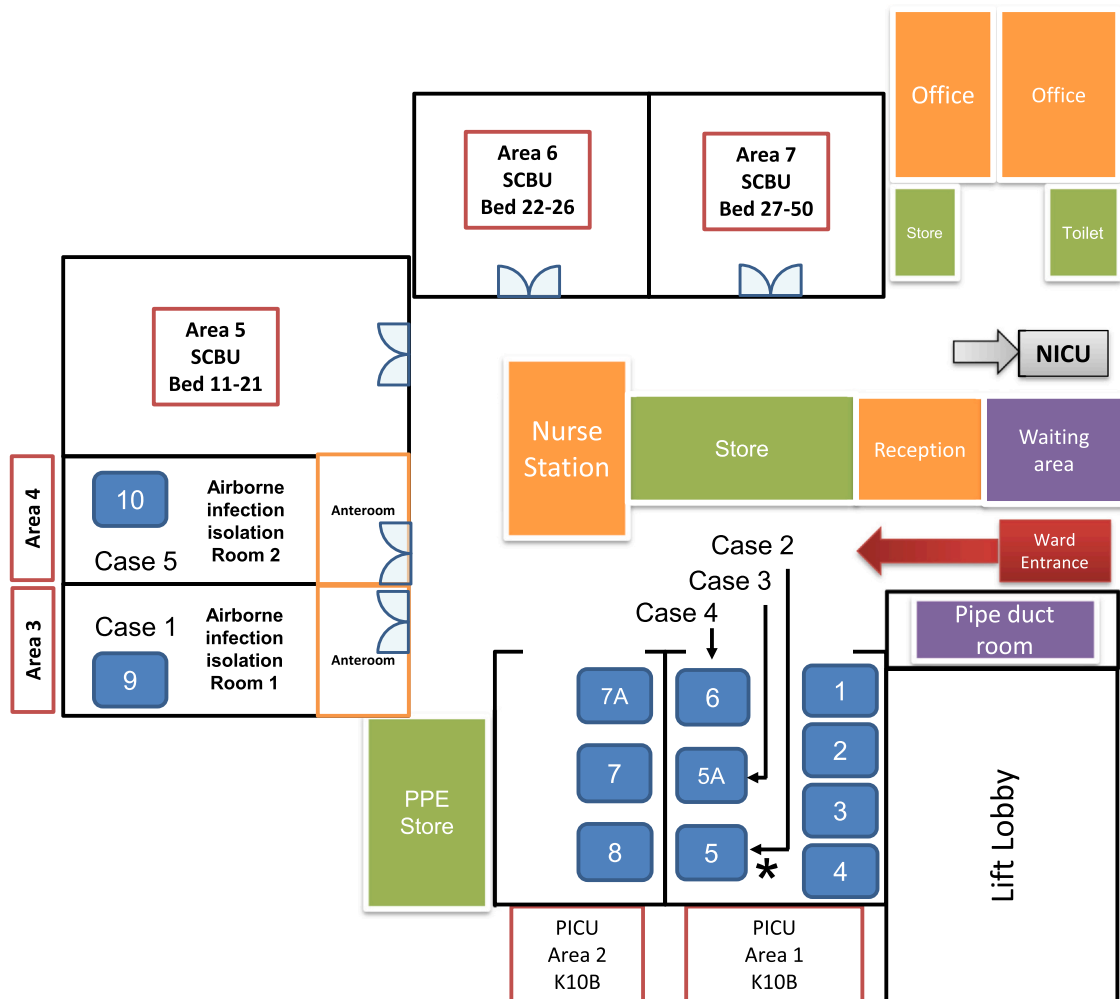 Office
Office
Area 6
SCBU
Bed 22-26
Area 7
SCBU
Bed 27-50
Store
Toilet
Area 5
SCBU
Bed 11-21
NICU
Nurse
Station
Store
Reception
Waiting
area
Area 4
10
Case 5
Airborne
infection
isolation
Room 2
Anteroom
Ward
Entrance
Case 2
Case 3
Case 4
Area 3
Case 1
9
Airborne
infection
isolation
Room 1
Anteroom
Pipe duct
room
7A
6
1
2
7
5A
3
8
5
*
4
PPE
Store
Lift Lobby
PICU
Area 2
K10B
PICU
Area 1
K10B